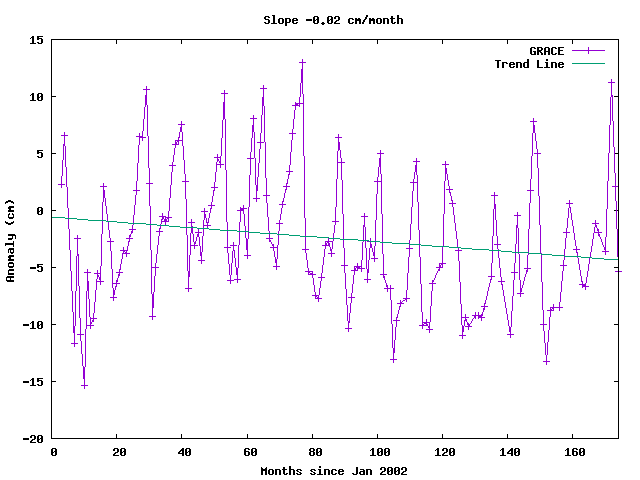 Slope -0.02 cm/month
GRACE
Trend Line
15
10
5
0
-5
-10
-15
-20
Anomaly (cm)
0 20 40 60 80 100 120 140 160
Months since Jan 2002